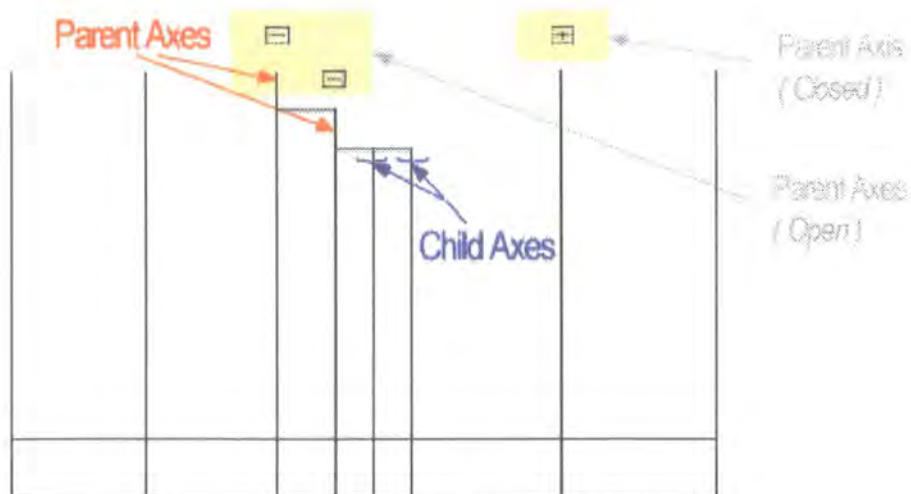 Parent Axes
Parent Axis
( Closed )
Parent Axes
( Open )
Child Axes